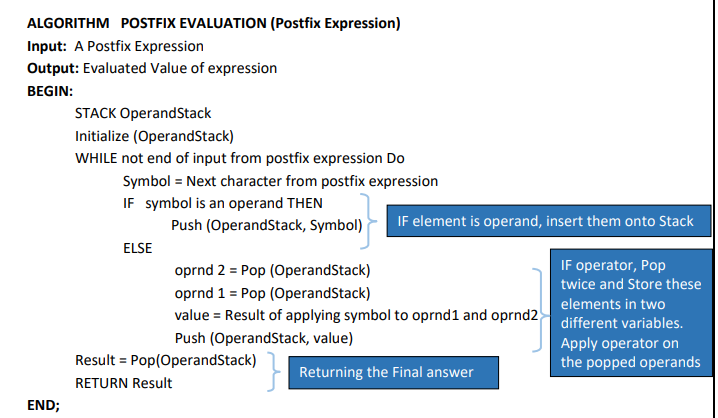 ALGORITHM POSTFIX EVALUATION (Postfix Expression)
Input: A Postfix Expression
Output: Evaluated Value of expression
BEGIN:
STACK OperandStack
Initialize (OperandStack)
WHILE not end of input from postfix expression Do
Symbol = Next character from postfix expression
IF symbol is an operand THEN
Push (OperandStack, Symbol)
IF element is operand, insert them onto Stack
ELSE
oprnd 2 = Pop (OperandStack)
oprnd 1 = Pop (OperandStack)
value = Result of applying symbol to oprnd1 and oprnd2
Push (OperandStack, value)
IF operator, Pop
twice and Store these
elements in two
different variables.
Apply operator on
the popped operands
Result = Pop(OperandStack)
RETURN Result
Returning the Final answer
END;